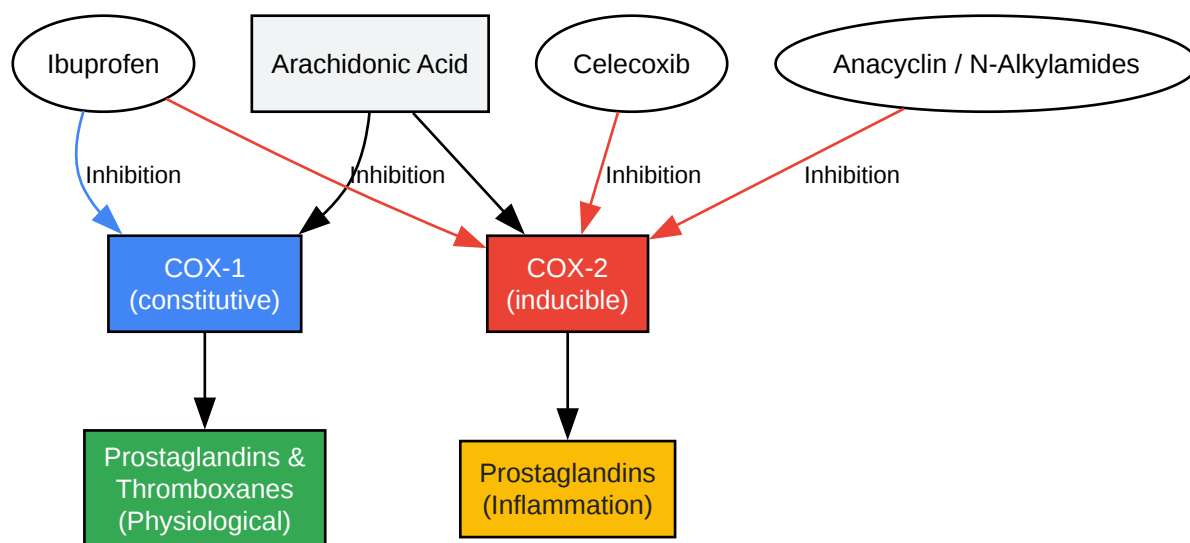 Ibuprofen
Arachidonic Acid
Celecoxib
Anacyclin / N-Alkylamides
Inhibition
Inhibition
Inhibition
Inhibition
COX-1
(constitutive)
COX-2
(inducible)
Prostaglandins &
Thromboxanes
(Physiological)
Prostaglandins
(Inflammation)